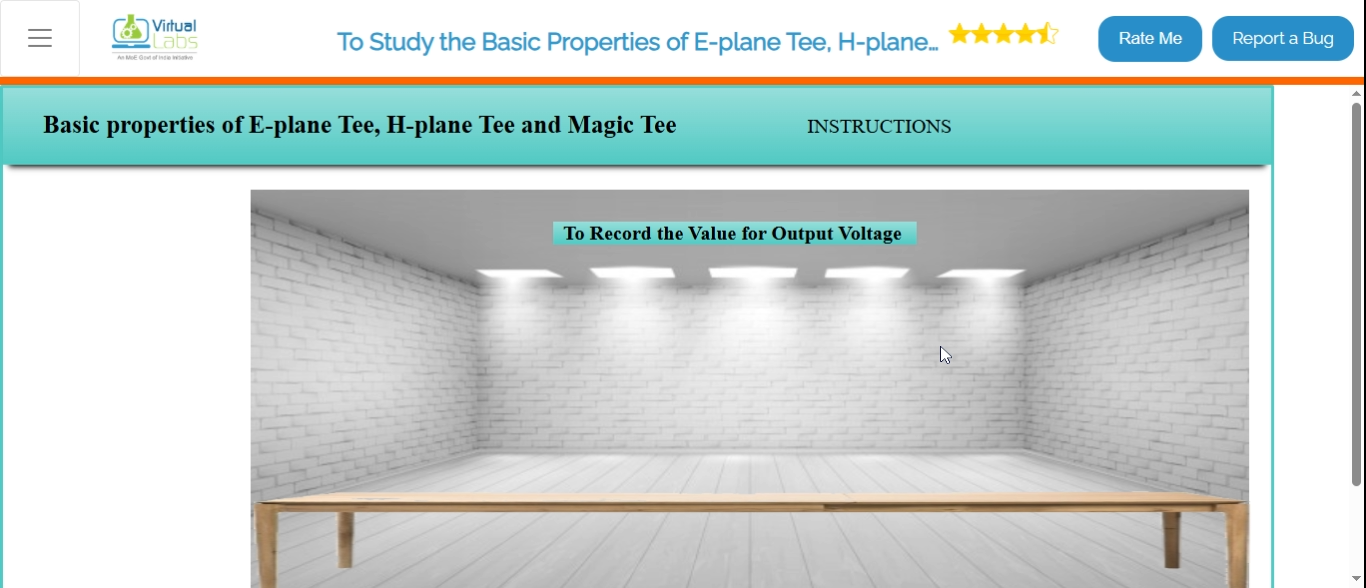 Virtual
Labs
An MoE Govt of India Initiative
To Study the Basic Properties of E-plane Tee, H-plane...
Rate Me
Report a Bug
Basic properties of E-plane Tee, H-plane Tee and Magic Tee
INSTRUCTIONS
To Record the Value for Output Voltage